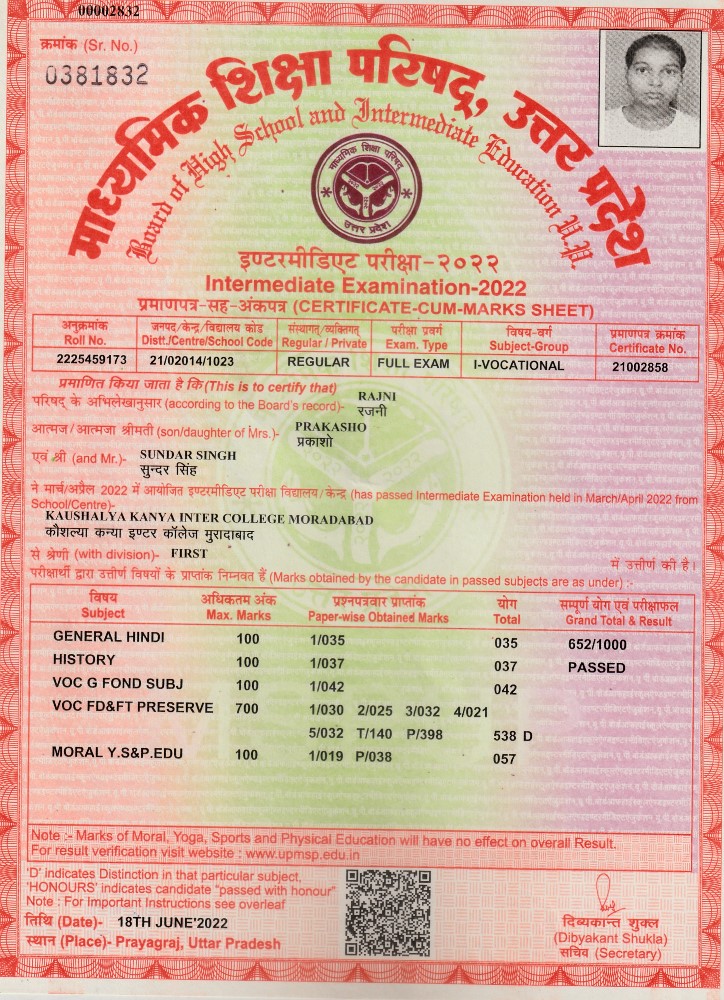 00002832
क्रमांक (Sr. No.)
0381832
माध्यमिक शिक्षा परिषद्, उत्तर प्रदेश
Board of High School and Intermediate Education U.P.
माध्यमिक शिक्षा परिषद्
उत्तर प्रदेश
इण्टरमीडिएट परीक्षा-२०२२
Intermediate Examination-2022
प्रमाणपत्र-सह-अंकपत्र (CERTIFICATE-CUM-MARKS SHEET)
अनुक्रमांक जनपद/केन्द्र/विद्यालय कोड संस्थागत/व्यक्तिगत परीक्षा प्रवर्ग विषय-वर्ग प्रमाणपत्र क्रमांक
Roll No. Distt./Centre/School Code Regular / Private Exam. Type Subject-Group Certificate No.
2225459173 21/02014/1023 REGULAR FULL EXAM I-VOCATIONAL 21002858
प्रमाणित किया जाता है कि (This is to certify that)
RAJNI
परिषद् के अभिलेखानुसार (according to the Board's record)- रजनी
आत्मज/आत्मजा श्रीमती (son/daughter of Mrs.)- PRAKASHO
प्रकाशो
एवं श्री (and Mr.)- SUNDAR SINGH
सुन्दर सिंह
ने मार्च/अप्रैल 2022 में आयोजित इण्टरमीडिएट परीक्षा विद्यालय/केन्द्र (has passed Intermediate Examination held in March/April 2022 from
School/Centre)-
KAUSHALYA KANYA INTER COLLEGE MORADABAD
कौशल्या कन्या इण्टर कॉलेज मुरादाबाद
से श्रेणी (with division)- FIRST में उत्तीर्ण की है।
परीक्षार्थी द्वारा उत्तीर्ण विषयों के प्राप्तांक निम्नवत हैं (Marks obtained by the candidate in passed subjects are as under) :-
विषय अधिकतम अंक प्रश्नपत्रवार प्राप्तांक योग सम्पूर्ण योग एवं परीक्षाफल
Subject Max. Marks Paper-wise Obtained Marks Total Grand Total & Result
GENERAL HINDI 100 1/035 035 652/1000
HISTORY 100 1/037 037 PASSED
VOC G FOND SUBJ 100 1/042 042
VOC FD&FT PRESERVE 700 1/030 2/025 3/032 4/021
5/032 T/140 P/398 538 D
MORAL Y.S&P.EDU 100 1/019 P/038 057
Note :- Marks of Moral, Yoga, Sports and Physical Education will have no effect on overall Result.
For result verification visit website : www.upmsp.edu.in
'D' indicates Distinction in that particular subject,
'HONOURS' indicates candidate "passed with honour"
Note : For Important Instructions see overleaf
तिथि (Date)- 18TH JUNE'2022
स्थान (Place)- Prayagraj, Uttar Pradesh
दिव्यकान्त शुक्ल
(Dibyakant Shukla)
सचिव (Secretary)